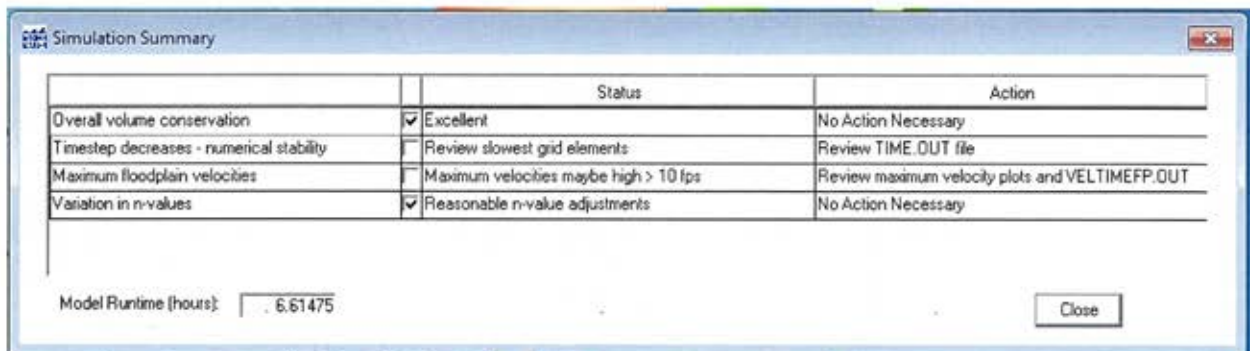 Simulation Summary
Status Action
Overall volume conservation Excellent No Action Necessary
Timestep decreases - numerical stability Review slowest grid elements Review TIME.OUT file
Maximum floodplain velocities Maximum velocities maybe high > 10 fps Review maximum velocity plots and VELTIMEFP.OUT
Variation in n-values Reasonable n-value adjustments No Action Necessary
Model Runtime (hours): 6.61475 Close